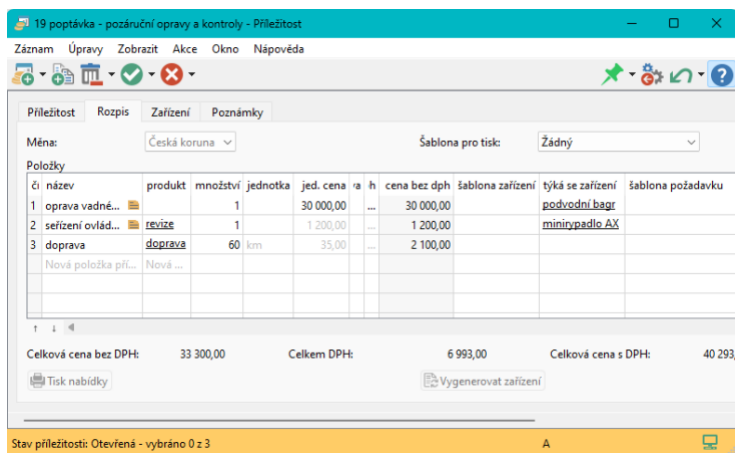 19 poptávka - pozáruční opravy a kontroly - Příležitost
Záznam Úpravy Zobrazit Akce Okno Nápověda
Příležitost Rozpis Zařízení Poznámky
Měna: Česká koruna Šablona pro tisk: Žádný
Položky
čı název produkt množství jednotka jed. cena h cena bez dph šablona zařízení týká se zařízení šablona požadavku
1 oprava vadné... 1 30 000,00 ... 30 000,00 podvodní bagr
2 seřízení ovlád... revize 1 1 200,00 ... 1 200,00 minirypadlo AX
3 doprava doprava 60 km 35,00 ... 2 100,00
Nová položka pří... Nová ...
Celková cena bez DPH: 33 300,00 Celkem DPH: 6 993,00 Celková cena s DPH: 40 293,
Tisk nabídky Vygenerovat zařízení
Stav příležitosti: Otevřená - vybráno 0 z 3 A